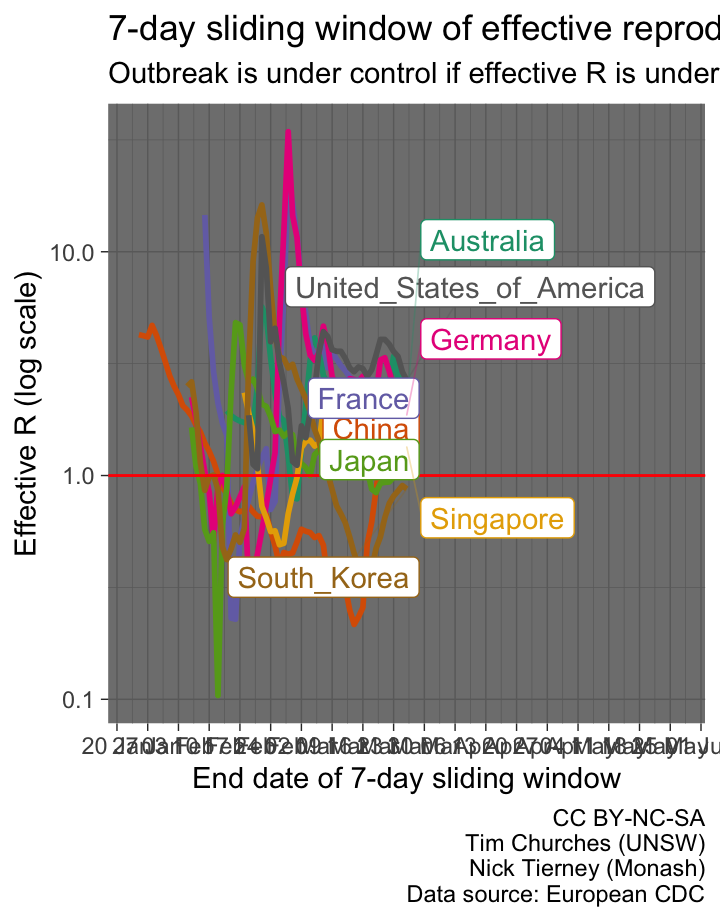 7-day sliding window of effective reprod
Outbreak is under control if effective R is under
Effective R (log scale)
10.0
1.0
0.1
Australia
United_States_of_America
Germany
France
China
Japan
Singapore
South_Korea
End date of 7-day sliding window
CC BY-NC-SA
Tim Churches (UNSW)
Nick Tierney (Monash)
Data source: European CDC